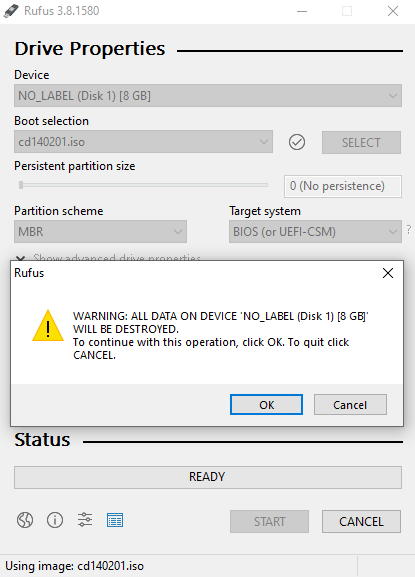 Rufus 3.8.1580
Drive Properties
Device
NO_LABEL (Disk 1) [8 GB]
Boot selection
cd140201.iso
SELECT
Persistent partition size
0 (No persistence)
Partition scheme
Target system
MBR
BIOS (or UEFI-CSM)
?
Show advanced drive properties
Rufus
WARNING: ALL DATA ON DEVICE 'NO_LABEL (Disk 1) [8 GB]'
WILL BE DESTROYED.
To continue with this operation, click OK. To quit click
CANCEL.
OK
Cancel
Status
READY
START
CANCEL
Using image: cd140201.iso